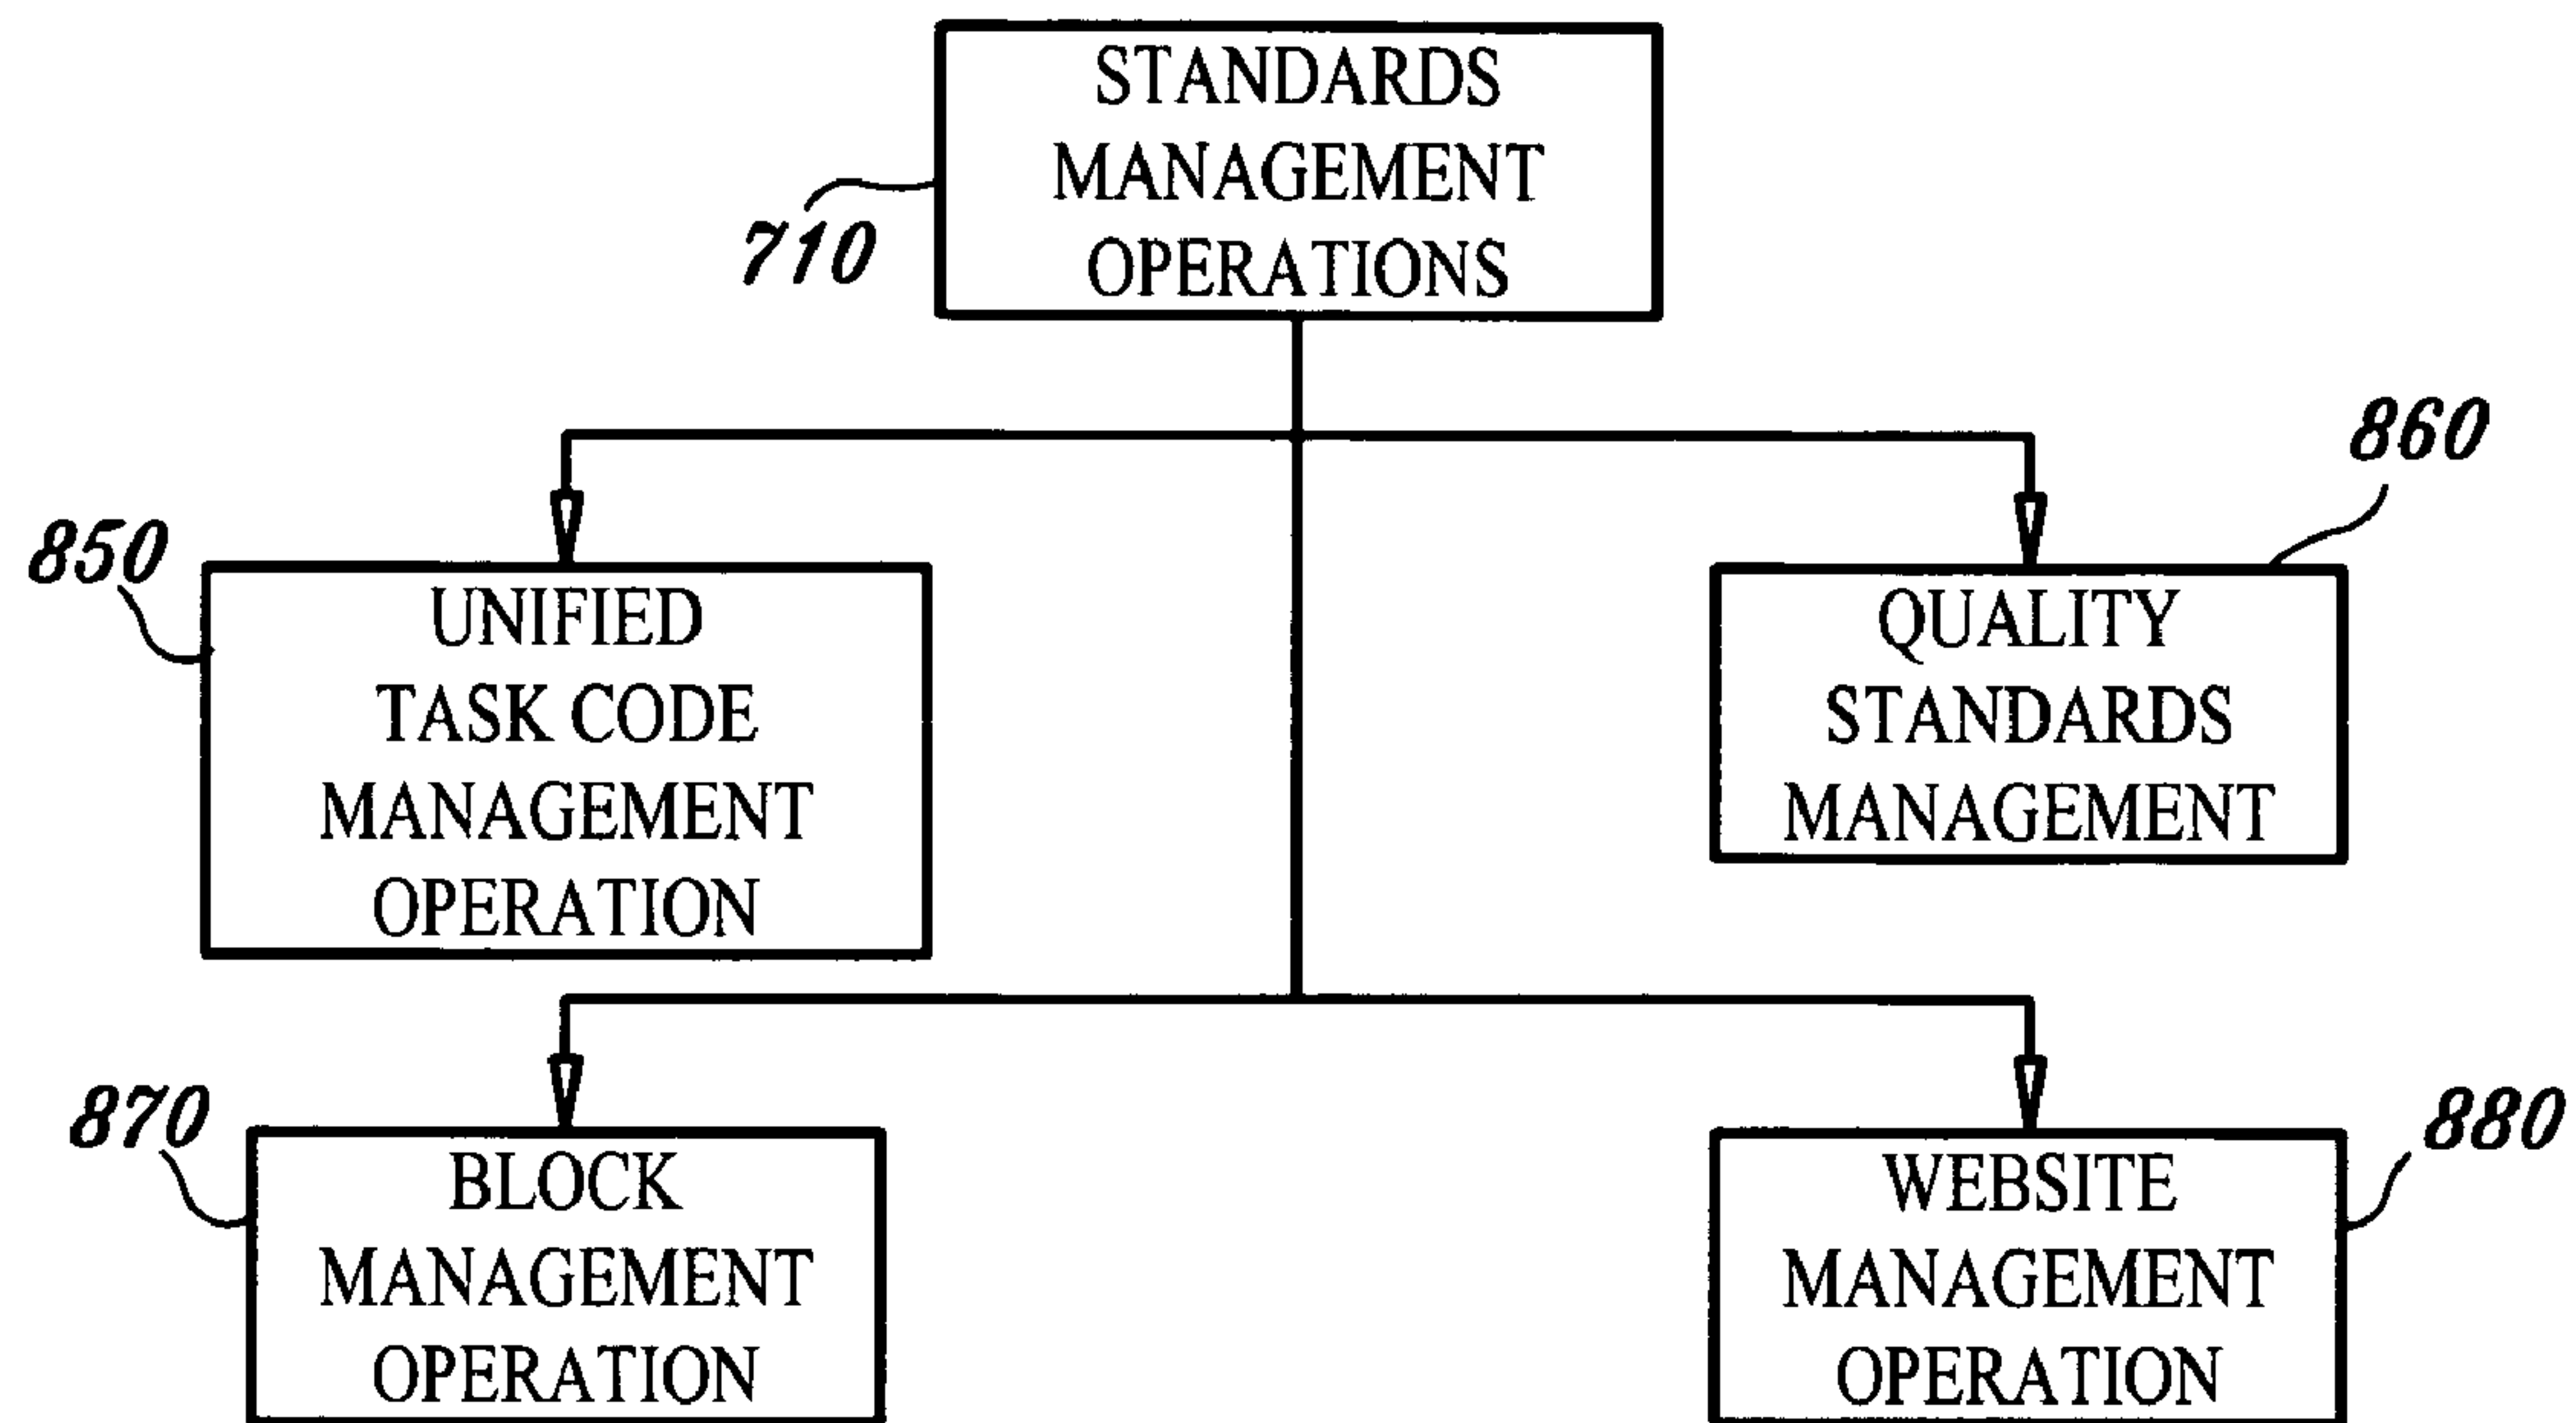 STANDARDS
MANAGEMENT
OPERATIONS
710
860
850
UNIFIED
TASK CODE
MANAGEMENT
OPERATION
QUALITY
STANDARDS
MANAGEMENT
870
BLOCK
MANAGEMENT
OPERATION
880
WEBSITE
MANAGEMENT
OPERATION